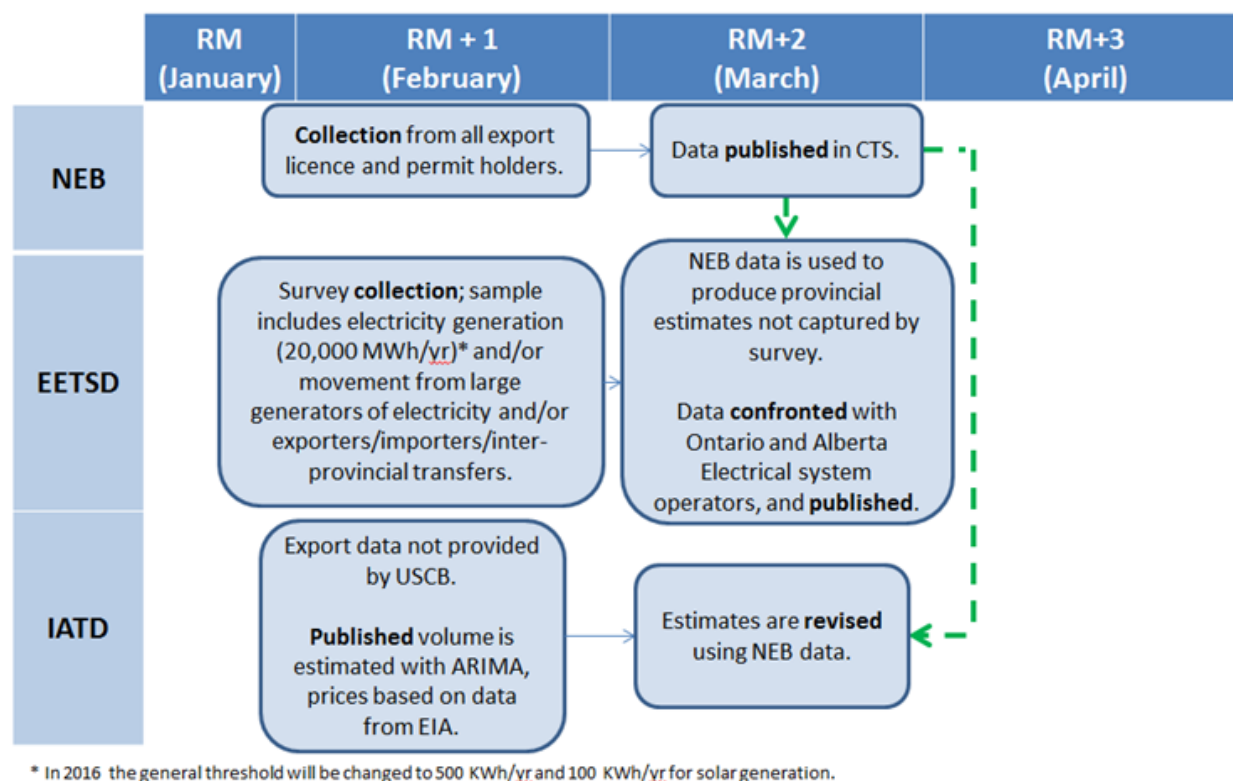 RM
(January)
RM + 1
(February)
RM+2
(March)
RM+3
(April)
NEB
Collection from all export
licence and permit holders.
Data published in CTS.
EETSD
Survey collection; sample
includes electricity generation
(20,000 MWh/yr)* and/or
movement from large
generators of electricity and/or
exporters/importers/inter-
provincial transfers.
NEB data is used to
produce provincial
estimates not captured by
survey.
Data confronted with
Ontario and Alberta
Electrical system
operators, and published.
IATD
Export data not provided
by USCB.
Published volume is
estimated with ARIMA,
prices based on data
from EIA.
Estimates are revised
using NEB data.
* In 2016 the general threshold will be changed to 500 KWh/yr and 100 KWh/yr for solar generation.